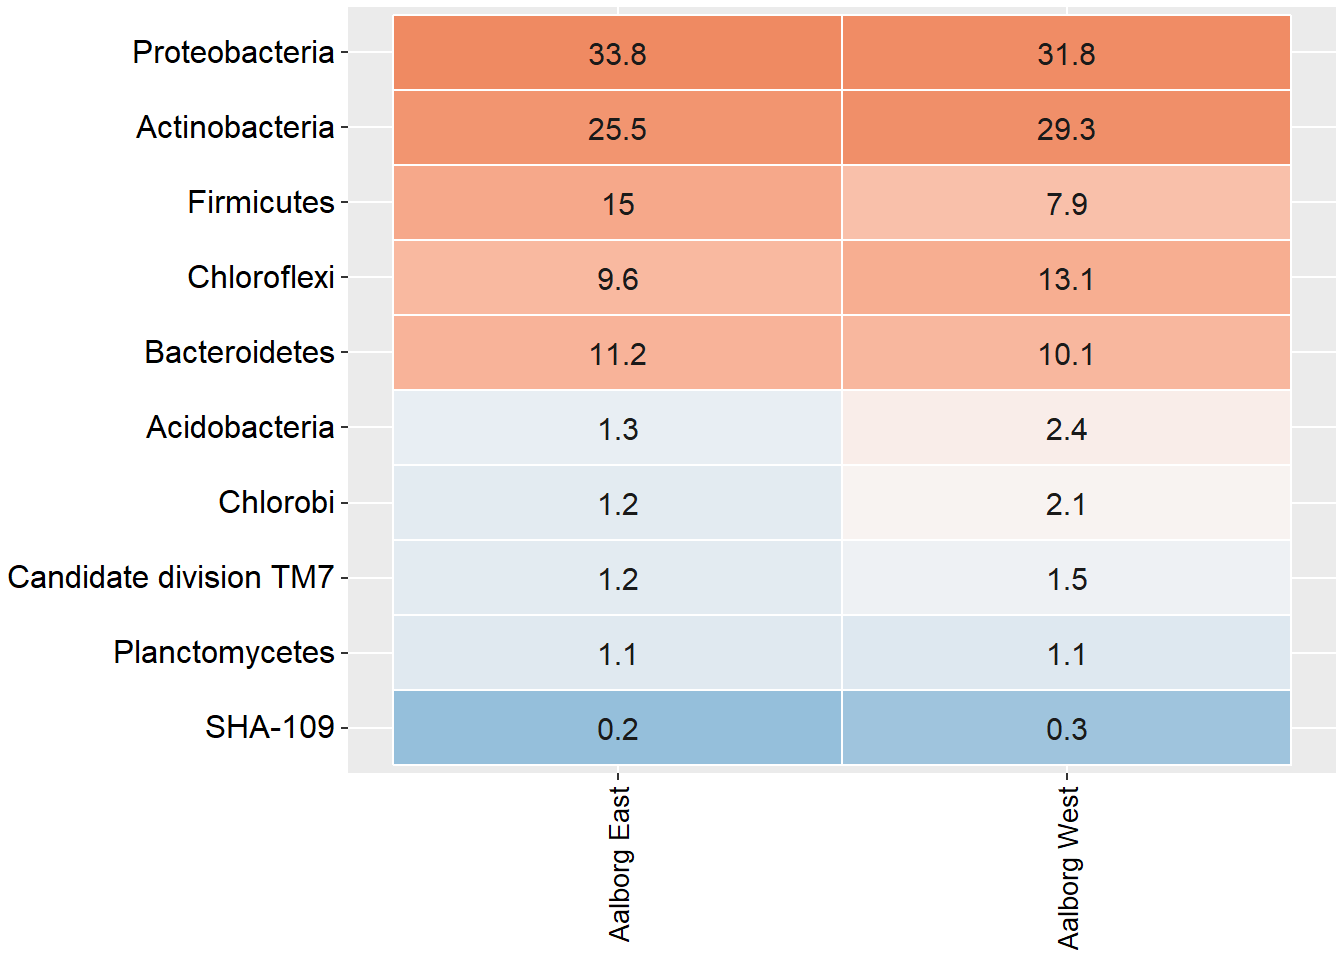 Proteobacteria 33.8 31.8
Actinobacteria 25.5 29.3
Firmicutes 15 7.9
Chloroflexi 9.6 13.1
Bacteroidetes 11.2 10.1
Acidobacteria 1.3 2.4
Chlorobi 1.2 2.1
Candidate division TM7 1.2 1.5
Planctomycetes 1.1 1.1
SHA-109 0.2 0.3
Aalborg East
Aalborg West